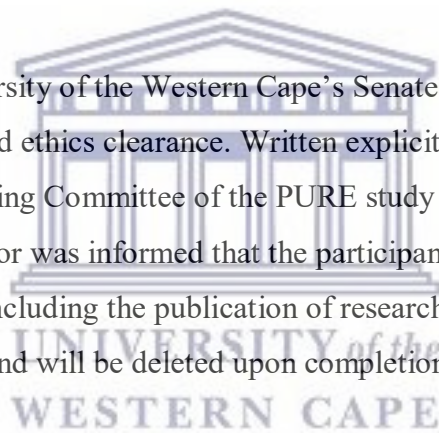 rsity of the Western Cape’s Senate
d ethics clearance. Written explicit
ing Committee of the PURE study
or was informed that the participan
ncluding the publication of research
UNIVERSITY of the
nd will be deleted upon completion
WESTERN CAPE